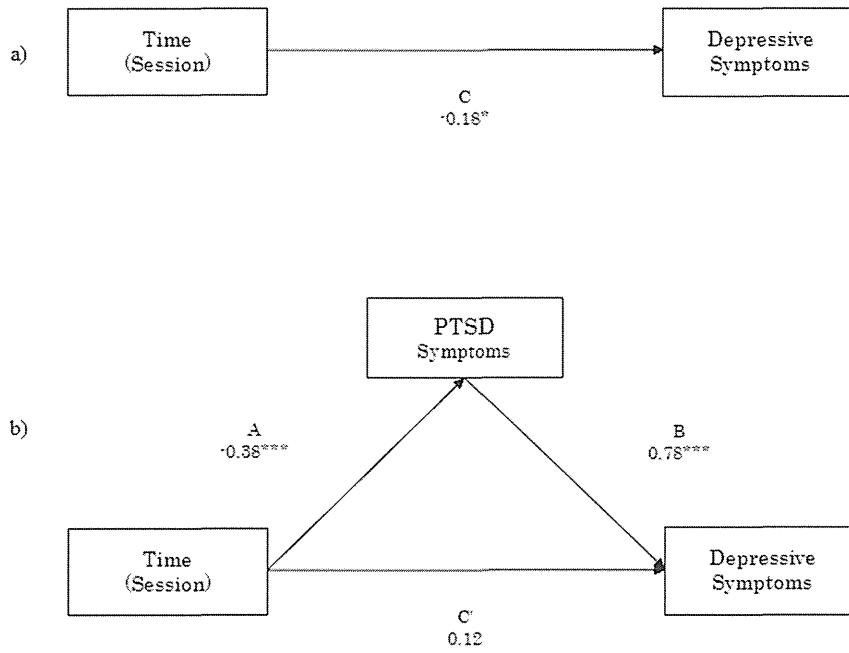 a)
Time
(Session)
Depressive
Symptoms
C
-0.18*
PTSD
Symptoms
b)
A
-0.38***
B
0.78***
Time
(Session)
Depressive
Symptoms
C'
0.12